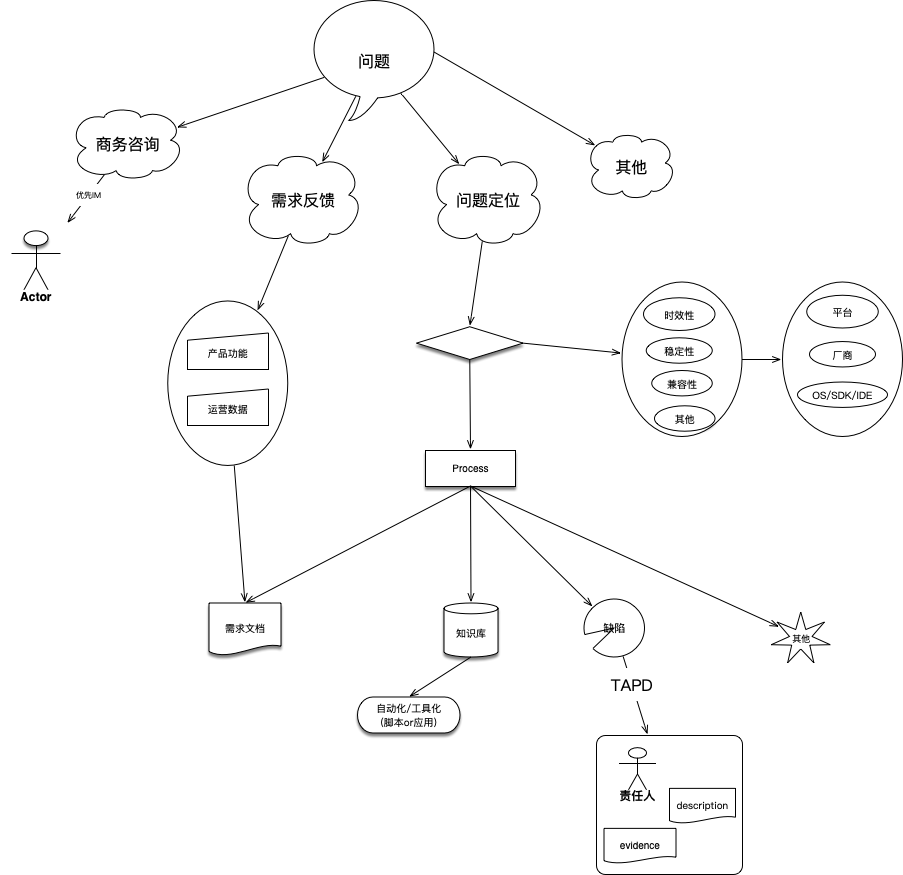 问题
商务咨询
其他
需求反馈
问题定位
优先IM
Actor
时效性
稳定性
兼容性
其他
平台
厂商
OS/SDK/IDE
产品功能
运营数据
Process
需求文档
知识库
缺陷
其他
TAPD
自动化/工具化
(脚本or应用)
责任人
description
evidence